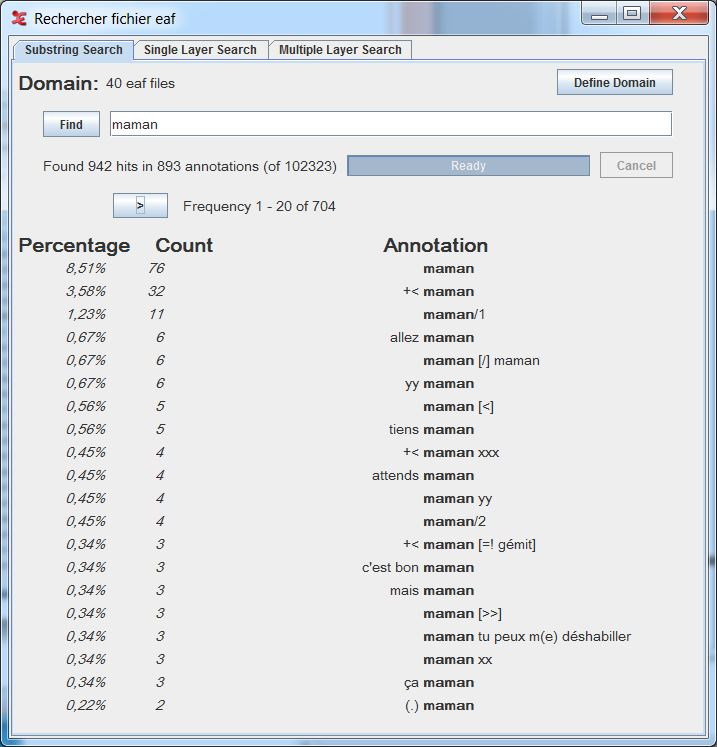 Rechercher fichier eaf
Substring Search Single Layer Search Multiple Layer Search
Domain: 40 eaf files Define Domain
Find maman
Found 942 hits in 893 annotations (of 102323) Ready Cancel
> Frequency 1 - 20 of 704
Percentage Count Annotation
8,51% 76 maman
3,58% 32 +< maman
1,23% 11 maman/1
0,67% 6 allez maman
0,67% 6 maman [/] maman
0,67% 6 yy maman
0,56% 5 maman [<]
0,56% 5 tiens maman
0,45% 4 +< maman xxx
0,45% 4 attends maman
0,45% 4 maman yy
0,45% 4 maman/2
0,34% 3 +< maman [=! gémit]
0,34% 3 c'est bon maman
0,34% 3 mais maman
0,34% 3 maman [>>]
0,34% 3 maman tu peux m(e) déshabiller
0,34% 3 maman xx
0,34% 3 ça maman
0,22% 2 (.) maman